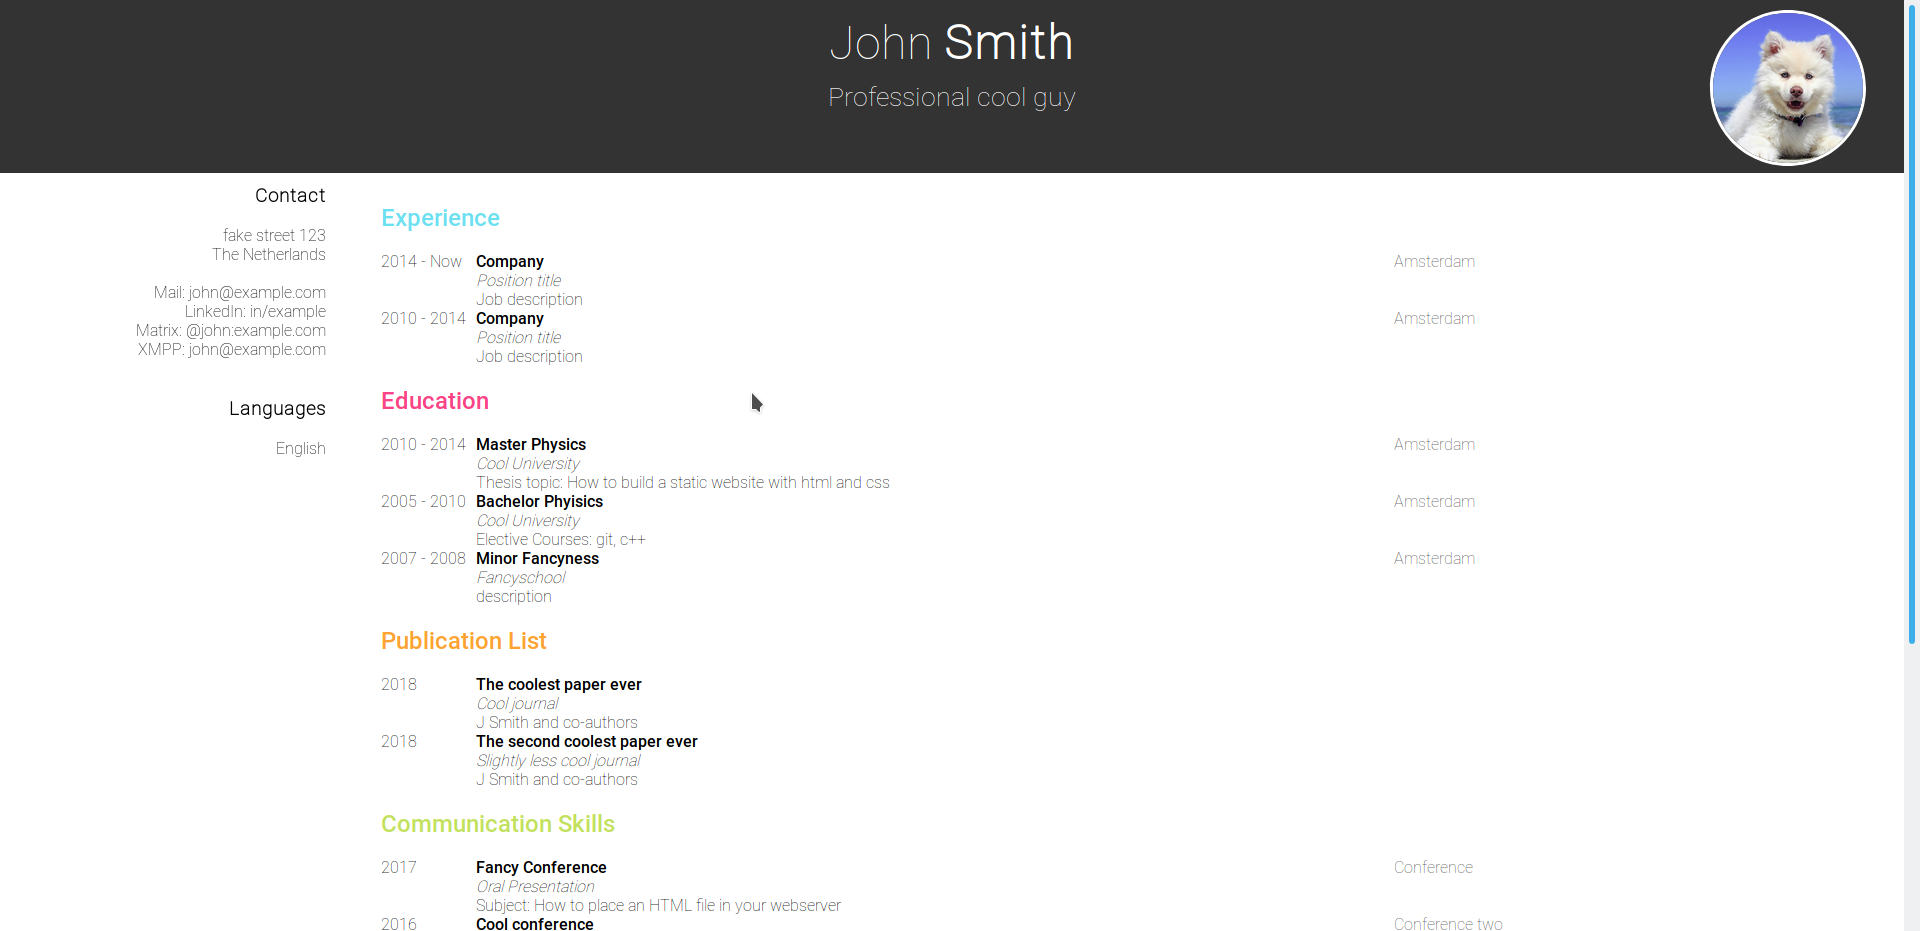 John Smith
Professional cool guy
Contact
fake street 123
The Netherlands
Mail: john@example.com
LinkedIn: in/example
Matrix: @john:example.com
XMPP: john@example.com
Languages
English
Experience
2014 - Now Company Amsterdam
Position title
Job description
2010 - 2014 Company Amsterdam
Position title
Job description
Education
2010 - 2014 Master Physics Amsterdam
Cool University
Thesis topic: How to build a static website with html and css
2005 - 2010 Bachelor Phyisics Amsterdam
Cool University
Elective Courses: git, c++
2007 - 2008 Minor Fancyness Amsterdam
Fancyschool
description
Publication List
2018 The coolest paper ever
Cool journal
J Smith and co-authors
2018 The second coolest paper ever
Slightly less cool journal
J Smith and co-authors
Communication Skills
2017 Fancy Conference Conference
Oral Presentation
Subject: How to place an HTML file in your webserver
2016 Cool conference Conference two